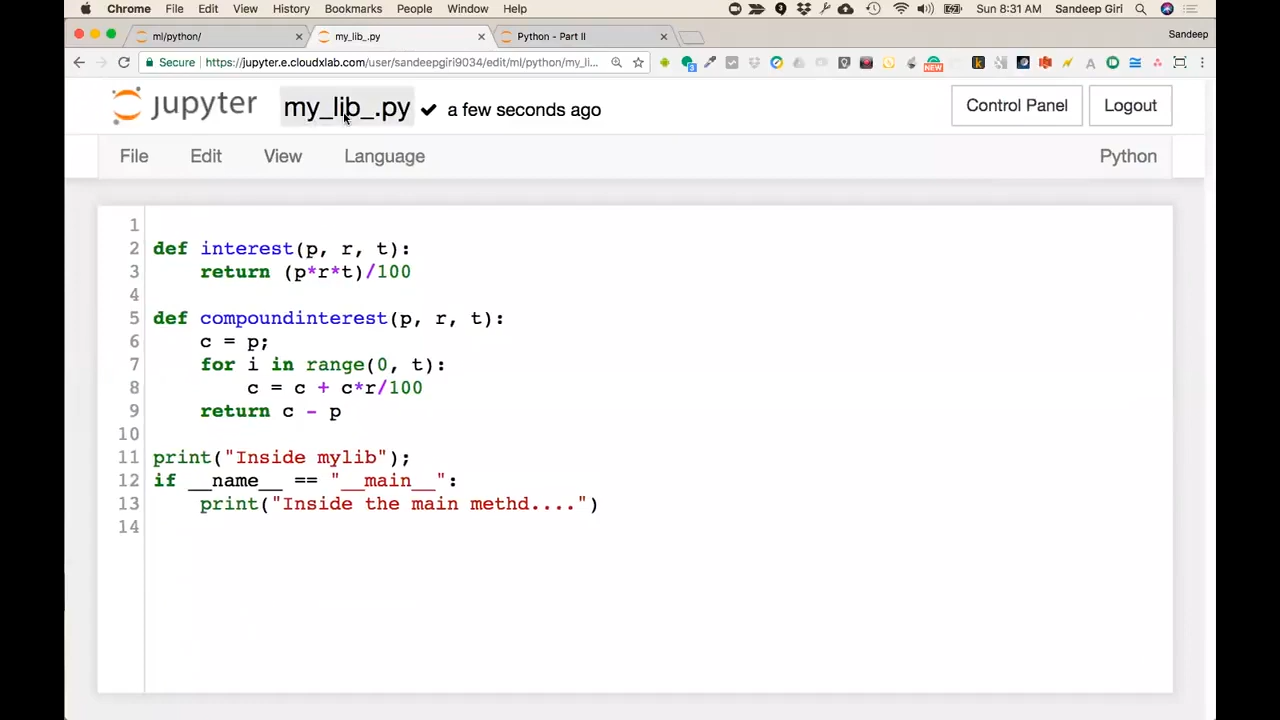 Chrome File Edit View History Bookmarks People Window Help Sun 8:31 AM Sandeep Giri
ml/python/ my_lib_.py Python - Part II Sandeep
Secure https://jupyter.e.cloudxlab.com/user/sandeepgiri9034/edit/ml/python/my_li...
jupyter my_lib_.py a few seconds ago Control Panel Logout
File Edit View Language Python
1
2 def interest(p, r, t):
3 return (p*r*t)/100
4
5 def compoundinterest(p, r, t):
6 c = p;
7 for i in range(0, t):
8 c = c + c*r/100
9 return c - p
10
11 print("Inside mylib");
12 if __name__ == "__main__":
13 print("Inside the main methd....")
14